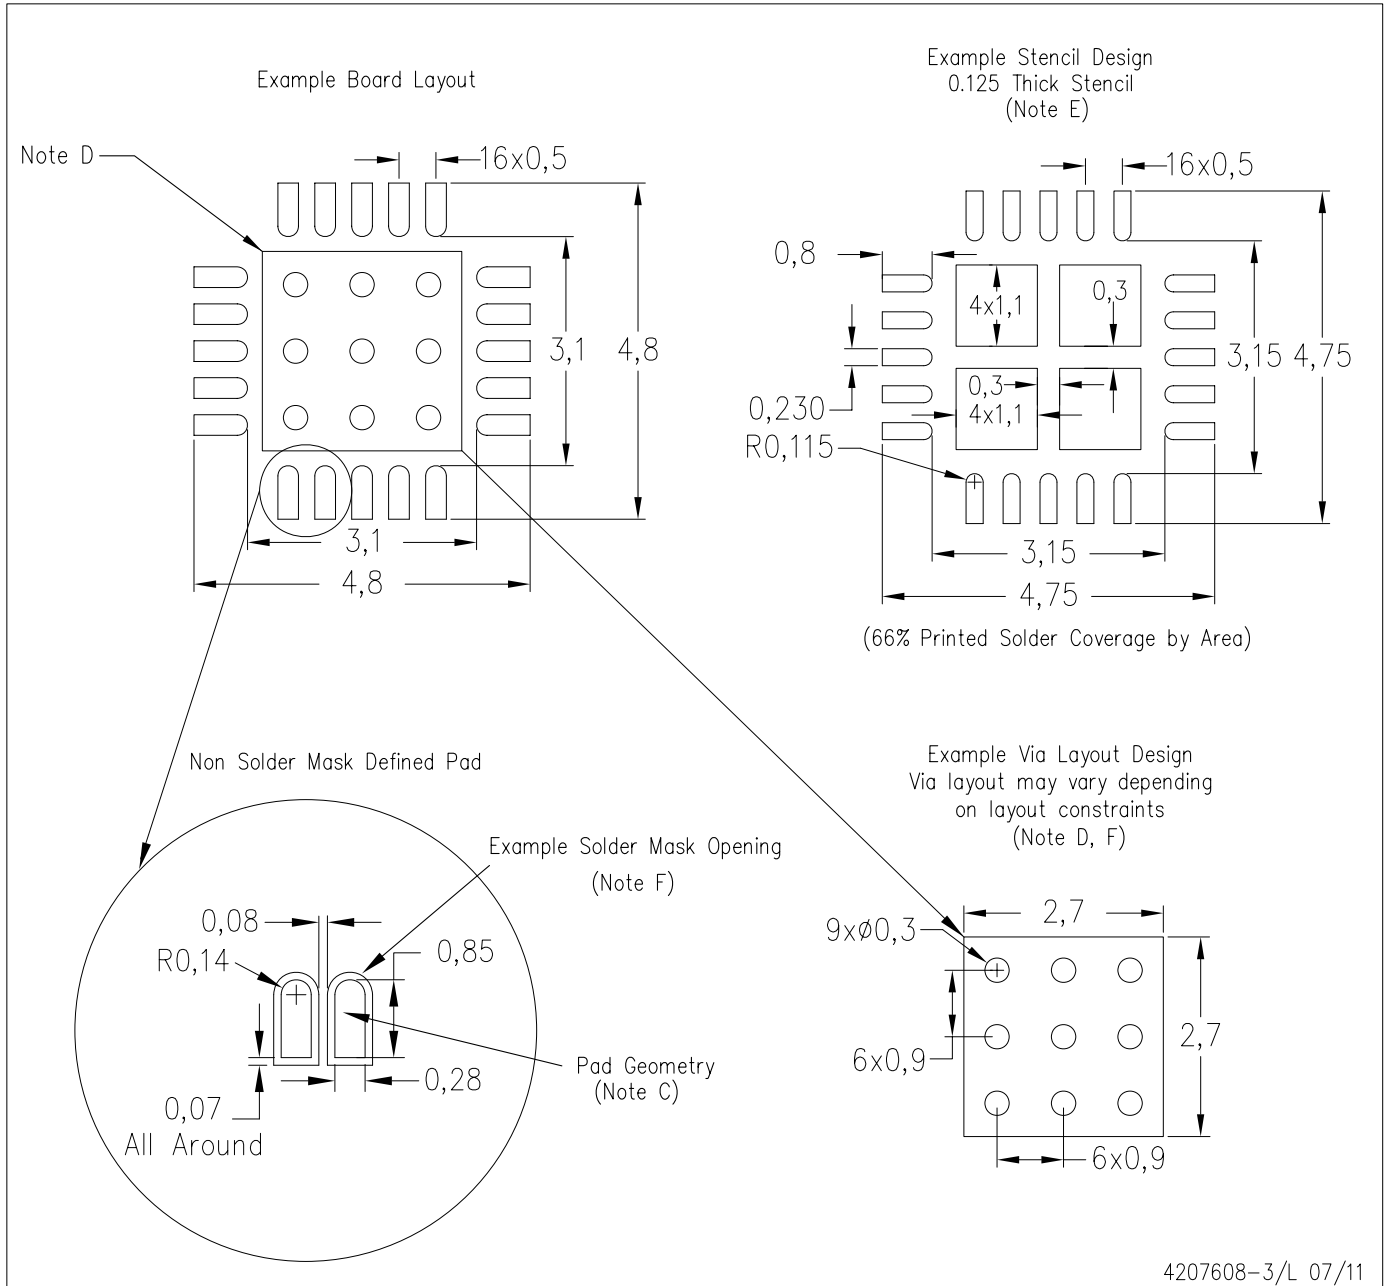 Example Board Layout
Note D
16x0,5
3,1
4,8
3,1
4,8
Example Stencil Design
0.125 Thick Stencil
(Note E)
16x0,5
0,8
4x1,1
0,3
3,15
4,75
0,3
4x1,1
0,230
R0,115
3,15
4,75
(66% Printed Solder Coverage by Area)
Non Solder Mask Defined Pad
Example Solder Mask Opening
(Note F)
0,08
R0,14
0,85
Pad Geometry
(Note C)
0,28
0,07
All Around
Example Via Layout Design
Via layout may vary depending
on layout constraints
(Note D, F)
2,7
9xø0,3
6x0,9
2,7
6x0,9
4207608-3/L 07/11